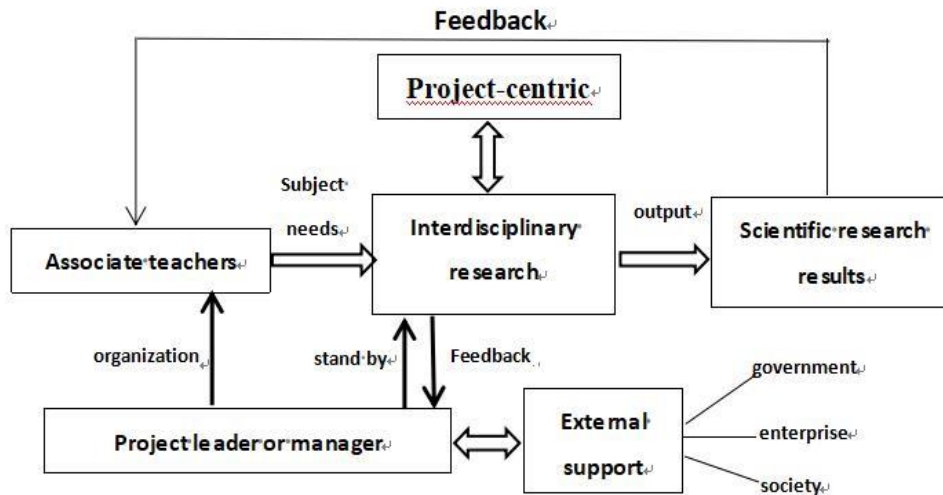 Feedback
Project-centric
Subject
needs
Interdisciplinary
research
output
Scientific research
results
Associate teachers
organization
stand by
Feedback
government
Project leader or manager
External
support
enterprise
society